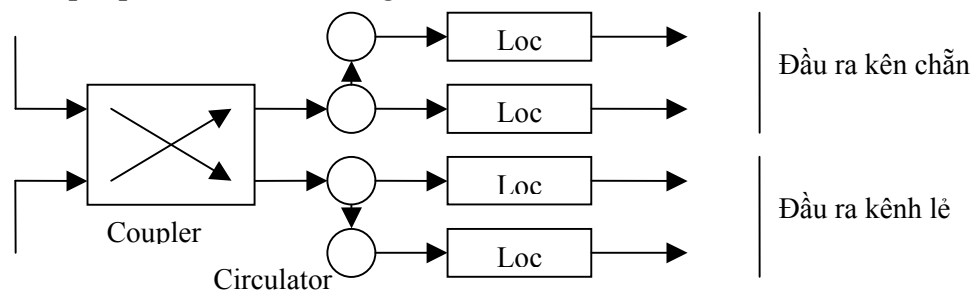 Loc
Loc
Đầu ra kên chẵn
Loc
Loc
Đầu ra kênh lẻ
Coupler
Circulator